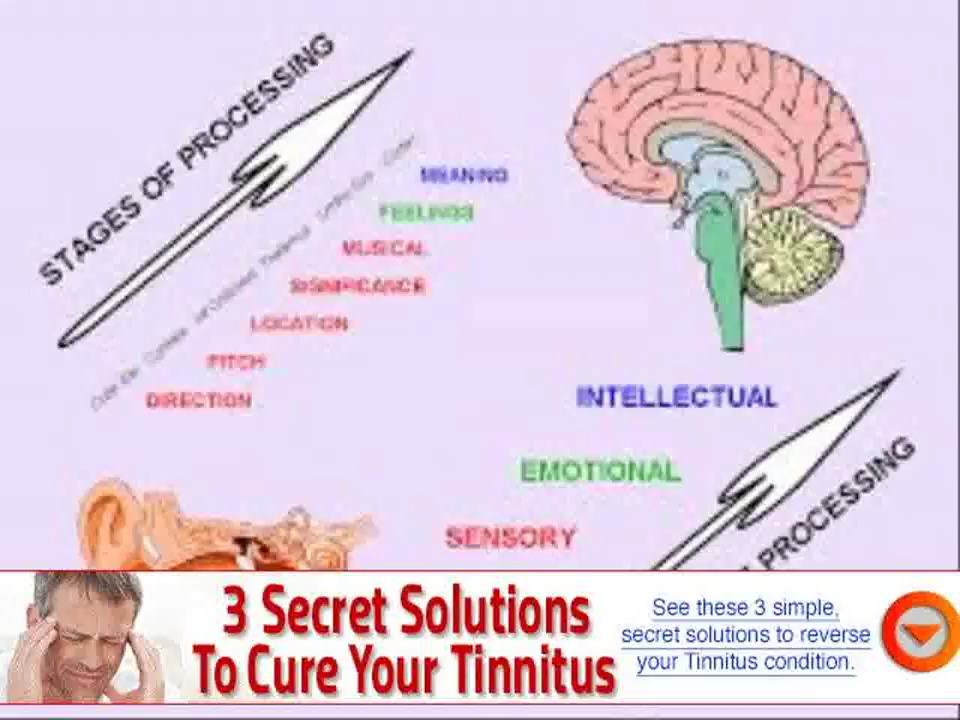 STAGES OF PROCESSING
MEANING
FEELINGS
MUSICAL
SIGNIFICANCE
LOCATION
PITCH
DIRECTION
INTELLECTUAL
EMOTIONAL
SENSORY
PROCESSING
3 Secret Solutions
To Cure Your Tinnitus
See these 3 simple,
secret solutions to reverse
your Tinnitus condition.